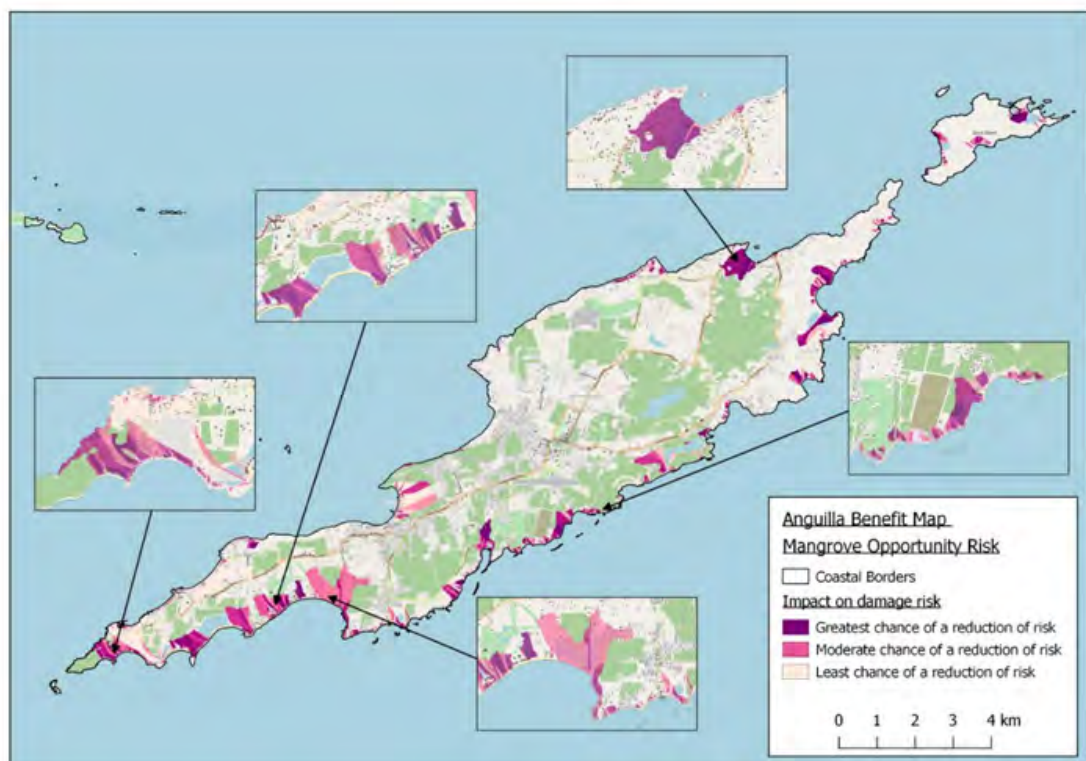 Anguilla Benefit Map
Mangrove Opportunity Risk
Coastal Borders
Impact on damage risk
Greatest chance of a reduction of risk
Moderate chance of a reduction of risk
Least chance of a reduction of risk
0 1 2 3 4 km